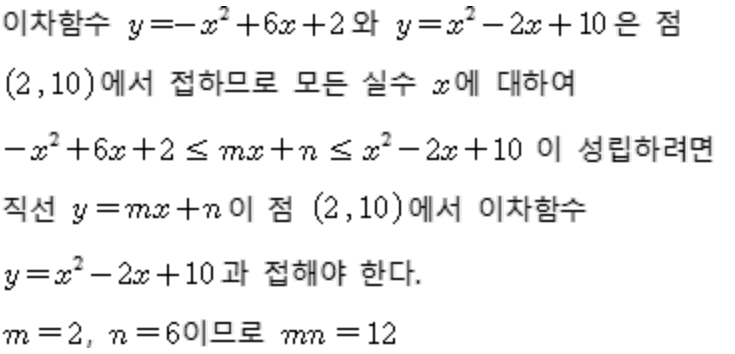 이차함수 y=-x²+6x+2와 y=x²-2x+10은 점
(2,10)에서 접하므로 모든 실수 x에 대하여
-x²+6x+2 ≤ mx+n ≤ x²-2x+10 이 성립하려면
직선 y=mx+n이 점 (2,10)에서 이차함수
y=x²-2x+10과 접해야 한다.
m=2, n=6이므로 mn=12